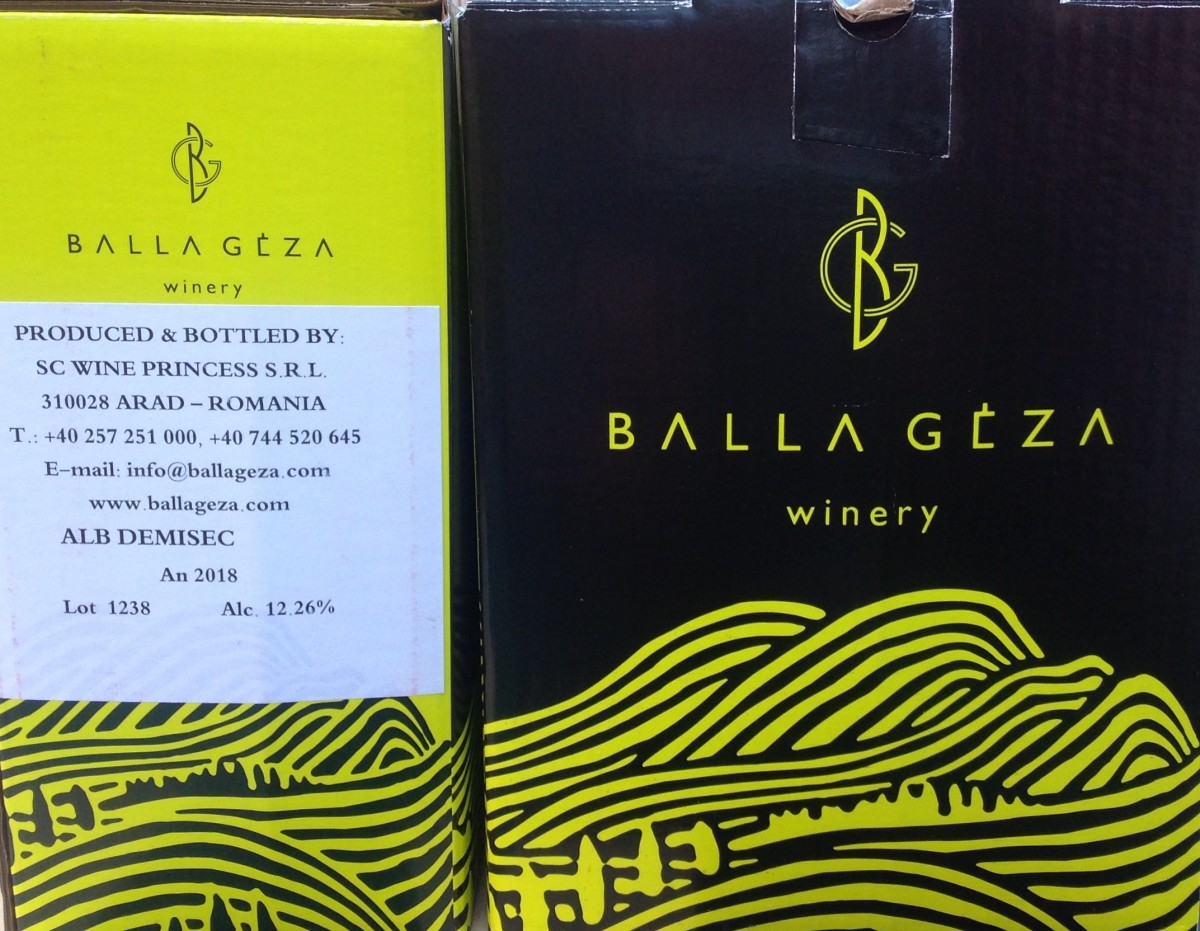 BALLA GÉZA
winery
PRODUCED & BOTTLED BY:
SC WINE PRINCESS S.R.L.
310028 ARAD – ROMANIA
T.: +40 257 251 000, +40 744 520 645
E-mail: info@ballageza.com
www.ballageza.com
ALB DEMISEC
An 2018
Lot 1238 Alc. 12.26%
BALLA GÉZA
winery